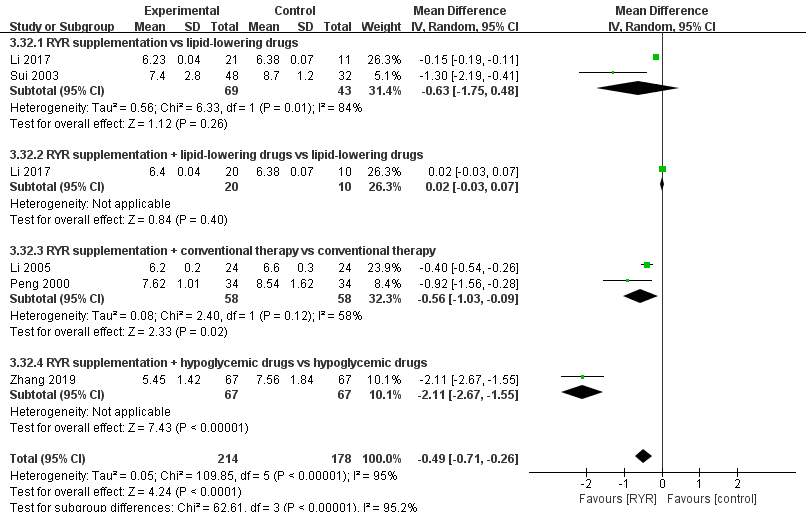 Experimental Control Mean Difference Mean Difference
Study or Subgroup Mean SD Total Mean SD Total Weight IV, Random, 95% CI IV, Random, 95% CI
3.32.1 RYR supplementation vs lipid-lowering drugs
Li 2017 6.23 0.04 21 6.38 0.07 11 26.3% -0.15 [-0.19, -0.11]
Sui 2003 7.4 2.8 48 8.7 1.2 32 5.1% -1.30 [-2.19, -0.41]
Subtotal (95% CI) 69 43 31.4% -0.63 [-1.75, 0.48]
Heterogeneity: Tau² = 0.56; Chi² = 6.33, df = 1 (P = 0.01); I² = 84%
Test for overall effect: Z = 1.12 (P = 0.26)
3.32.2 RYR supplementation + lipid-lowering drugs vs lipid-lowering drugs
Li 2017 6.4 0.04 20 6.38 0.07 10 26.3% 0.02 [-0.03, 0.07]
Subtotal (95% CI) 20 10 26.3% 0.02 [-0.03, 0.07]
Heterogeneity: Not applicable
Test for overall effect: Z = 0.84 (P = 0.40)
3.32.3 RYR supplementation + conventional therapy vs conventional therapy
Li 2005 6.2 0.2 24 6.6 0.3 24 23.9% -0.40 [-0.54, -0.26]
Peng 2000 7.62 1.01 34 8.54 1.62 34 8.4% -0.92 [-1.56, -0.28]
Subtotal (95% CI) 58 58 32.3% -0.56 [-1.03, -0.09]
Heterogeneity: Tau² = 0.08; Chi² = 2.40, df = 1 (P = 0.12); I² = 58%
Test for overall effect: Z = 2.33 (P = 0.02)
3.32.4 RYR supplementation + hypoglycemic drugs vs hypoglycemic drugs
Zhang 2019 5.45 1.42 67 7.56 1.84 67 10.1% -2.11 [-2.67, -1.55]
Subtotal (95% CI) 67 67 10.1% -2.11 [-2.67, -1.55]
Heterogeneity: Not applicable
Test for overall effect: Z = 7.43 (P < 0.00001)
Total (95% CI) 214 178 100.0% -0.49 [-0.71, -0.26]
Heterogeneity: Tau² = 0.05; Chi² = 109.85, df = 5 (P < 0.00001); I² = 95%
Test for overall effect: Z = 4.24 (P < 0.0001)
Test for subgroup differences: Chi² = 62.61, df = 3 (P < 0.00001), I² = 95.2%
-2 -1 0 1 2
Favours [RYR] Favours [control]